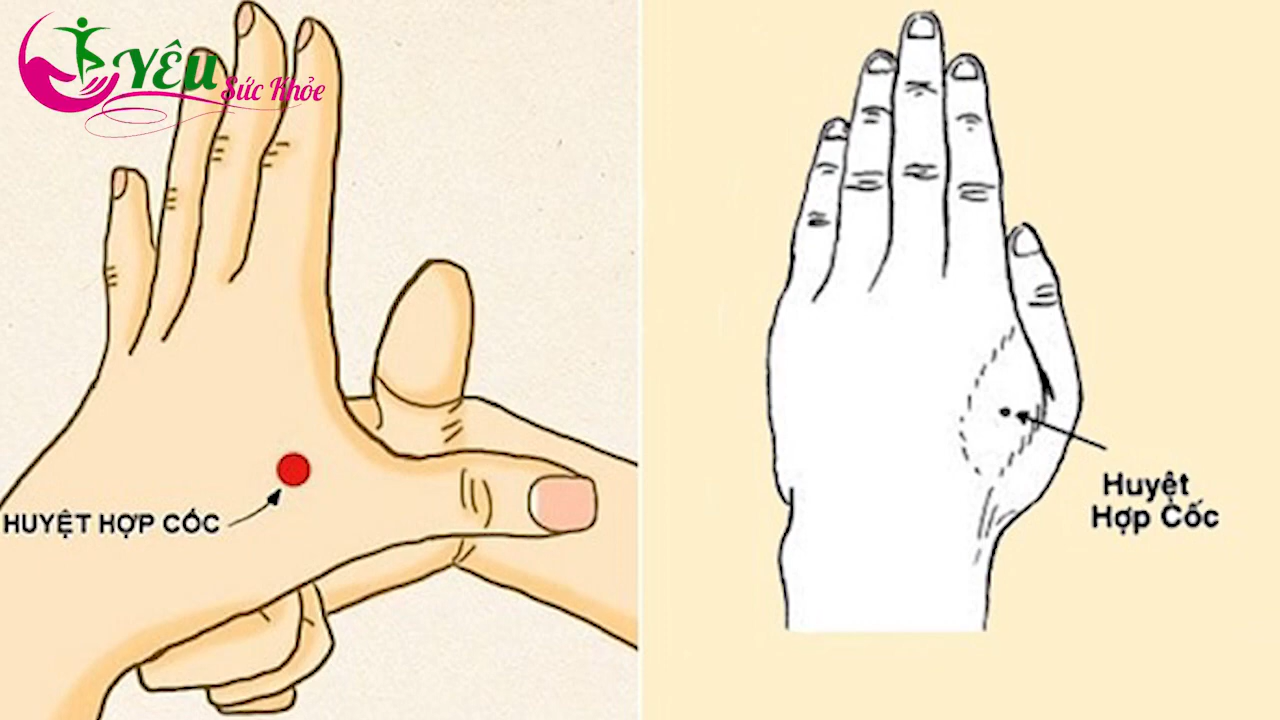 YÊU
Sức Khỏe
HUYỆT HỢP CỐC
Huyệt
Hợp Cốc